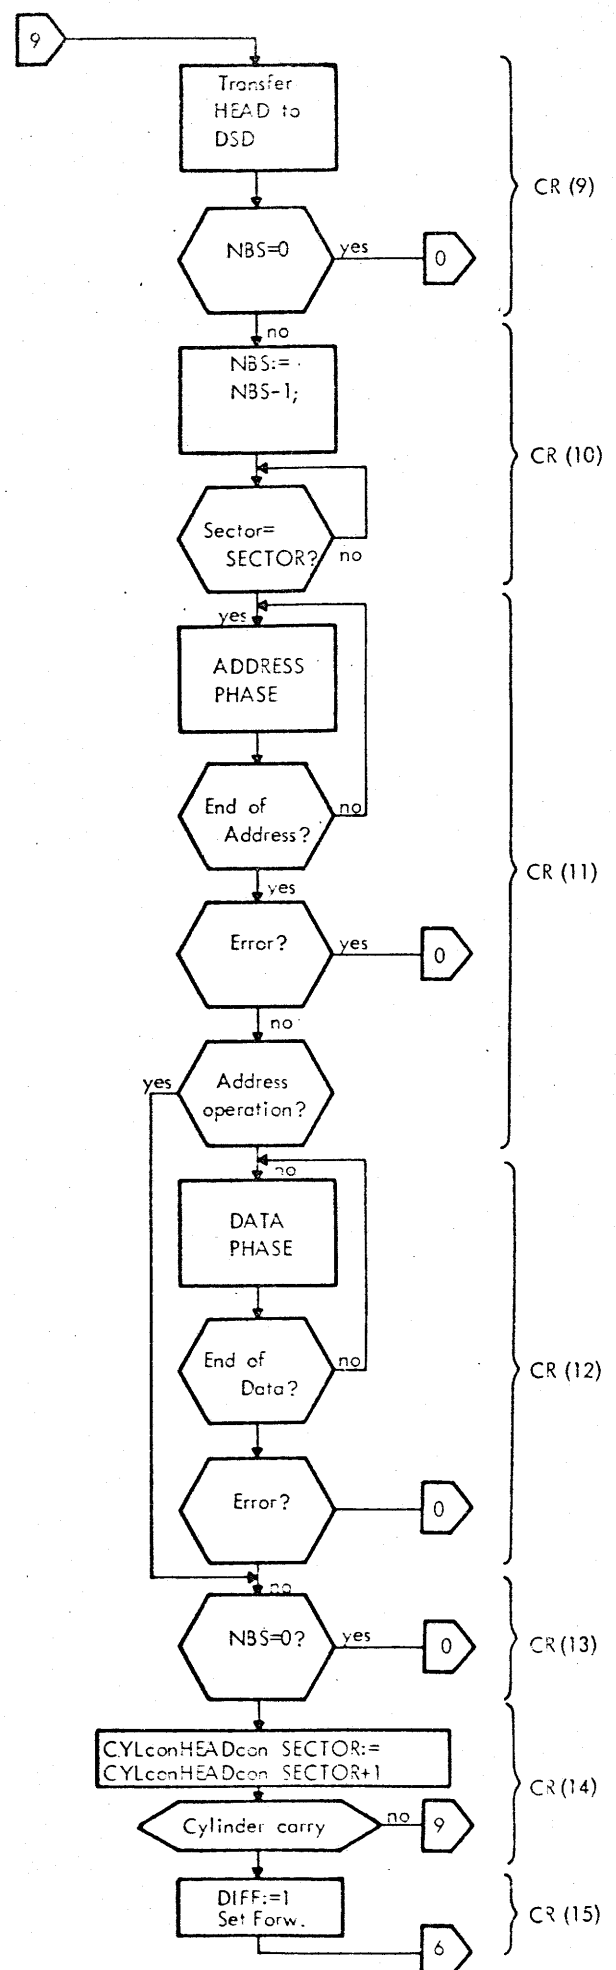 9
Transfer
HEAD to
DSD
CR (9)
NBS=0
yes
0
no
NBS:=
NBS-1;
CR (10)
Sector=
SECTOR?
no
yes
ADDRESS
PHASE
End of
Address?
no
CR (11)
yes
Error?
yes
0
no
yes
Address
operation?
no
DATA
PHASE
End of
Data?
no
CR (12)
Error?
0
no
NBS=0?
yes
0
CR (13)
CYLconHEADcon SECTOR:=
CYLconHEADcon SECTOR+1
CR (14)
Cylinder carry
no
9
DIFF:=1
Set Forw.
CR (15)
6